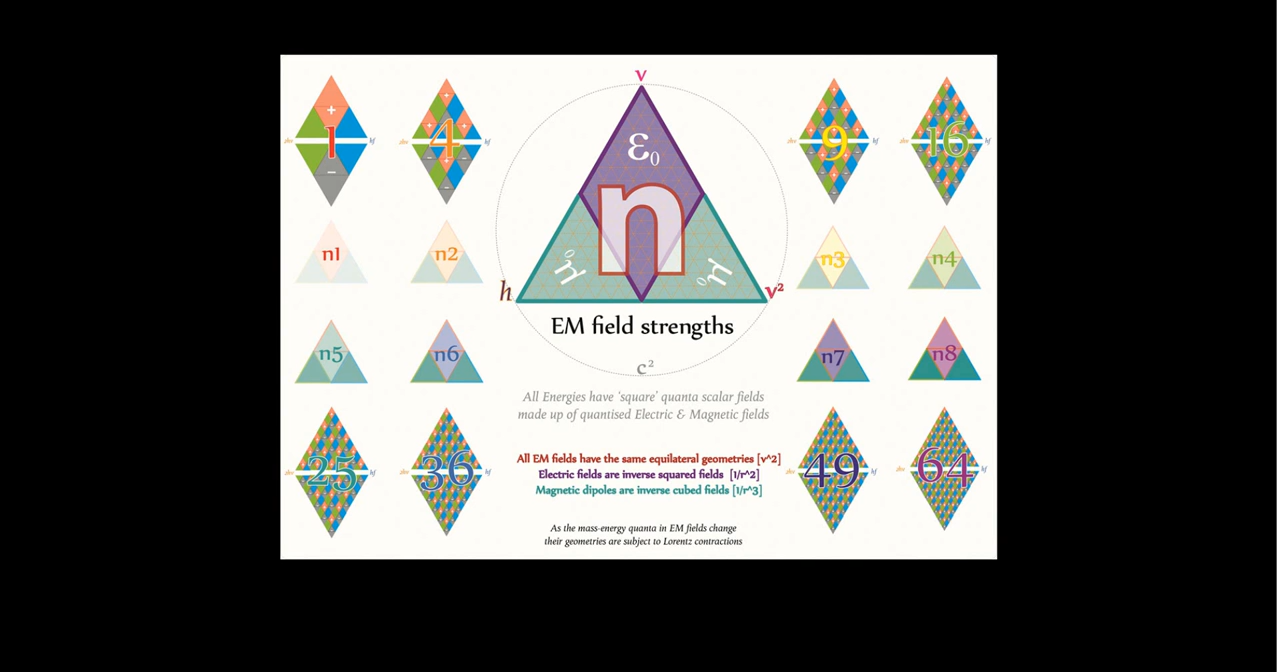 v
1
4
9
16
ε0
n
μ0
μ0
n1
n2
n3
n4
h
v²
EM field strengths
n5
n6
n7
n8
c²
All Energies have ‘square’ quanta scalar fields
made up of quantised Electric & Magnetic fields
25
36
49
64
All EM fields have the same equilateral geometries [v^2]
Electric fields are inverse squared fields [1/r^2]
Magnetic dipoles are inverse cubed fields [1/r^3]
As the mass-energy quanta in EM fields change
their geometries are subject to Lorentz contractions